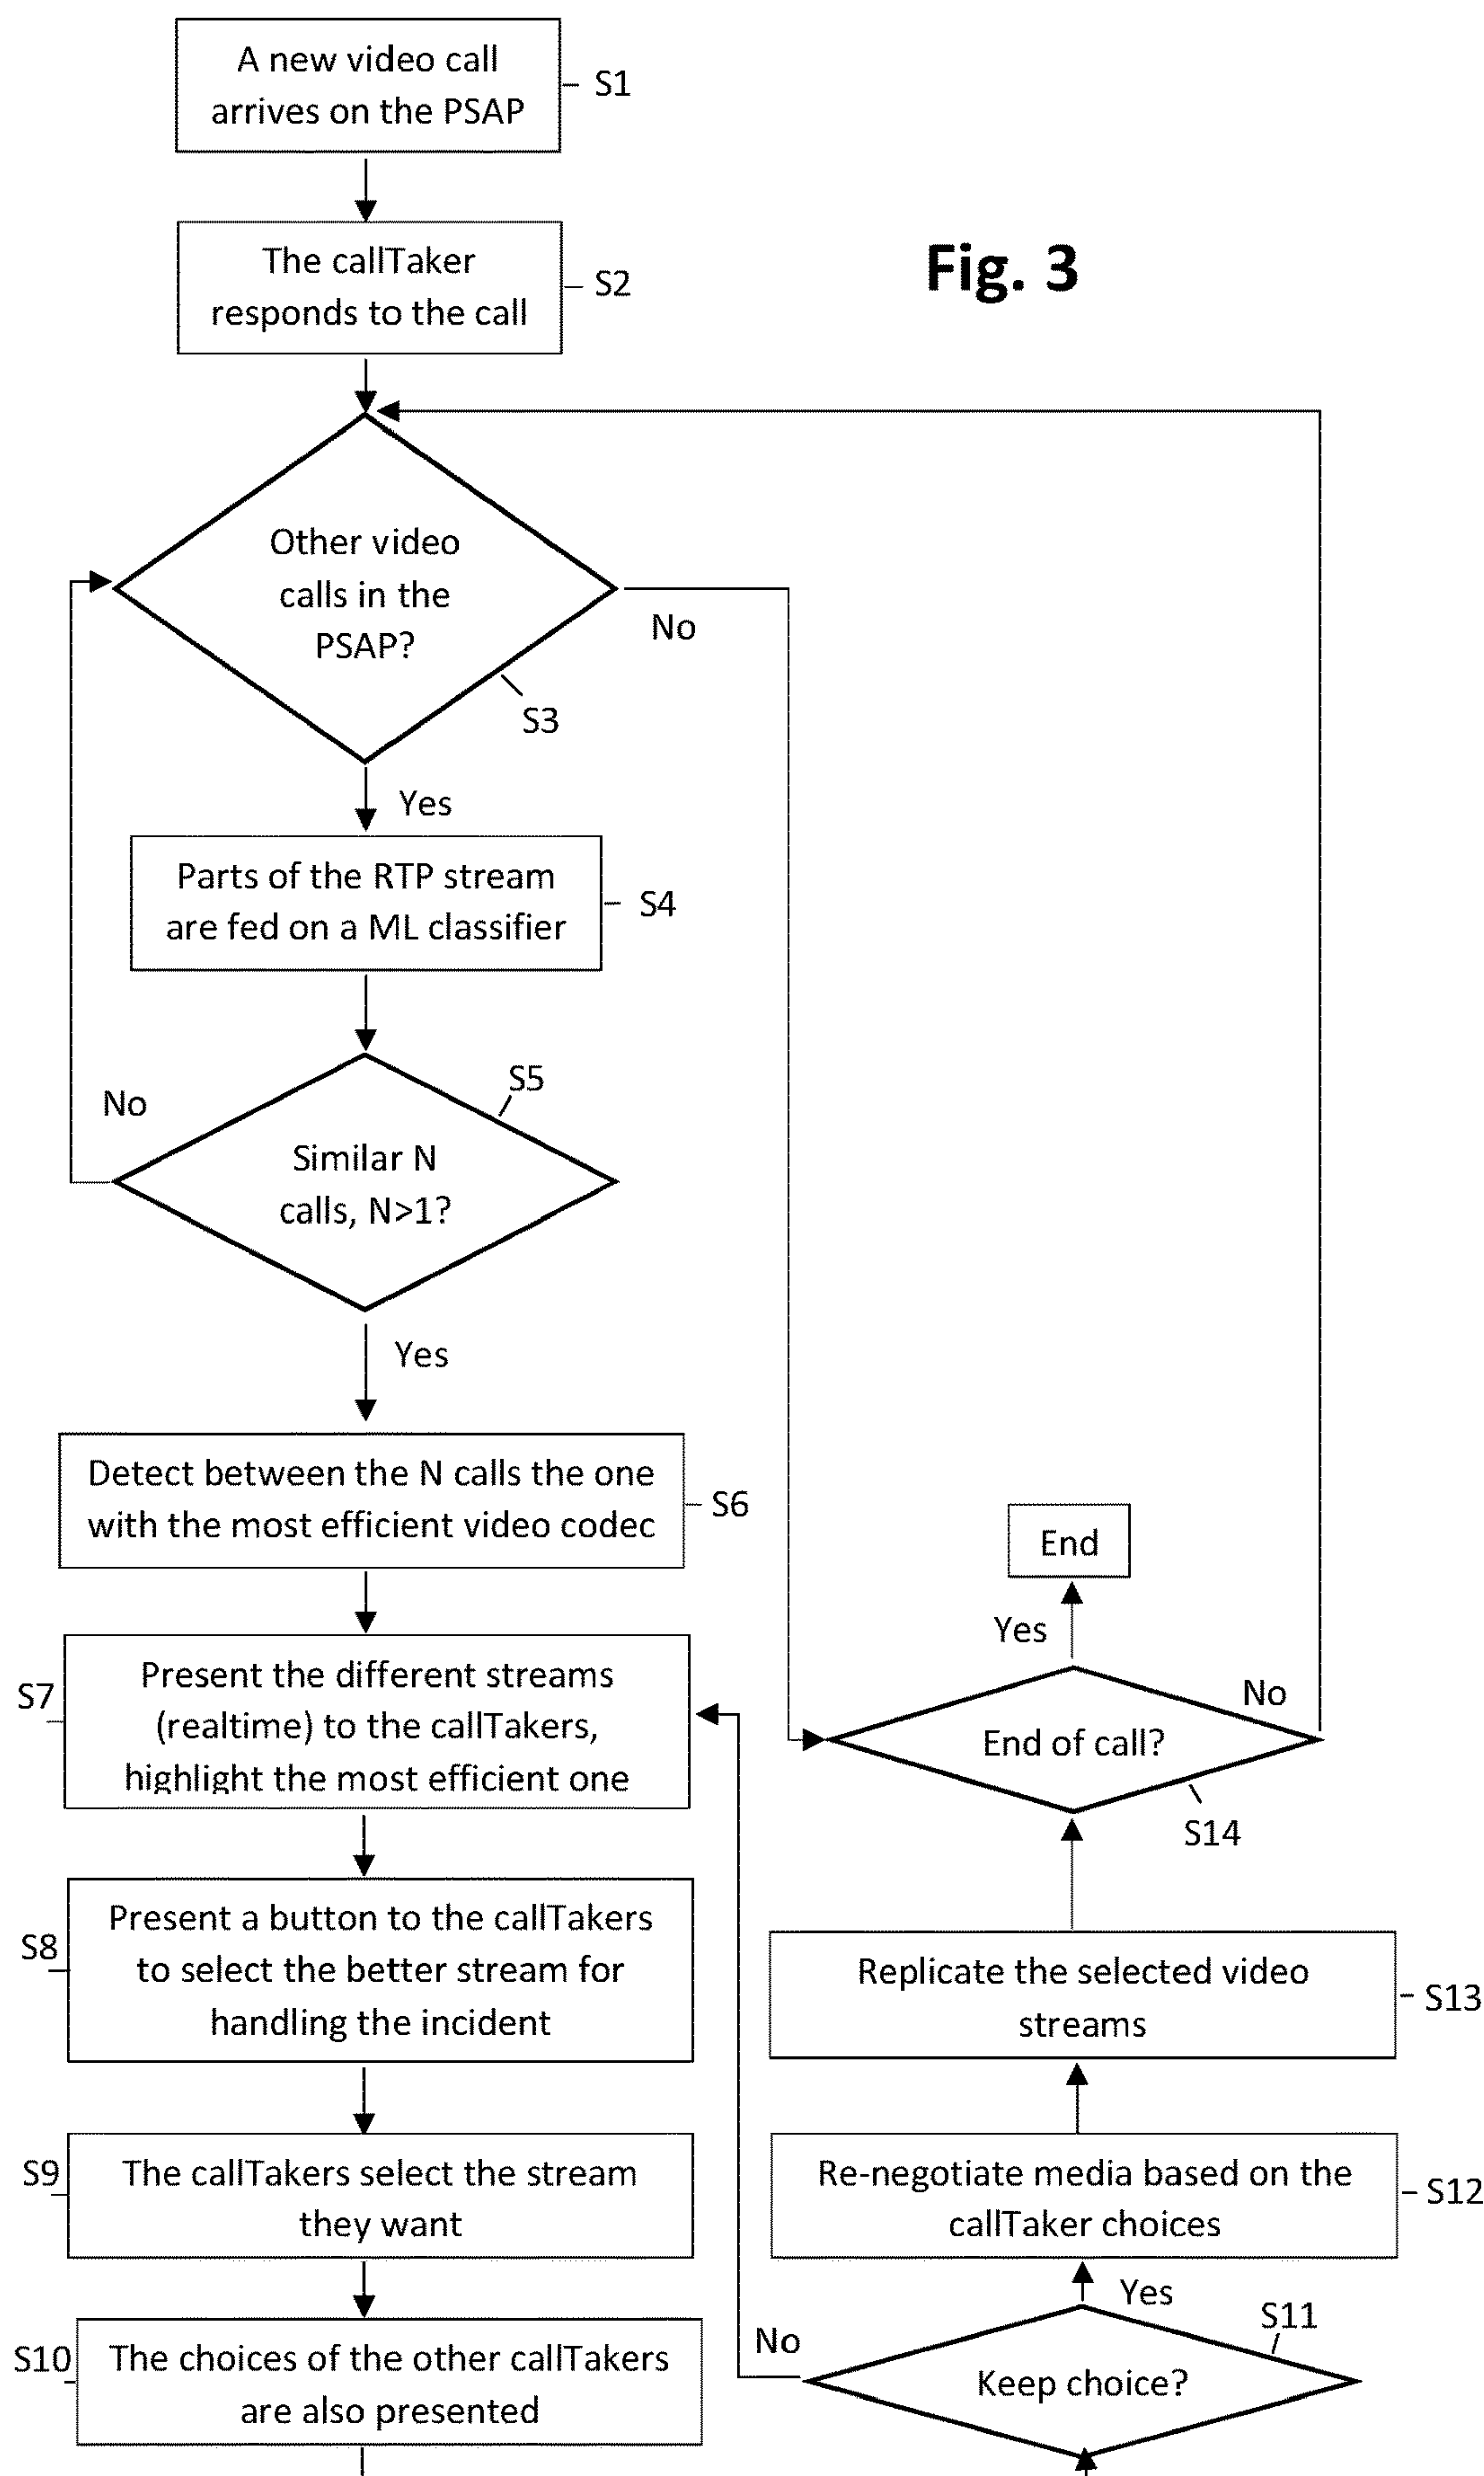 A new video call
arrives on the PSAP
S1
The callTaker
responds to the call
S2
Fig. 3
Other video
calls in the
PSAP?
No
S3
Yes
Parts of the RTP stream
are fed on a ML classifier
S4
S5
No
Similar N
calls, N>1?
Yes
Detect between the N calls the one
with the most efficient video codec
S6
S7
Present the different streams
(realtime) to the callTakers,
highlight the most efficient one
S8
Present a button to the callTakers
to select the better stream for
handling the incident
S9
The callTakers select the stream
they want
S10
The choices of the other callTakers
are also presented
End
Yes
No
End of call?
S14
Replicate the selected video
streams
S13
Re-negotiate media based on the
callTaker choices
S12
Yes
S11
No
Keep choice?